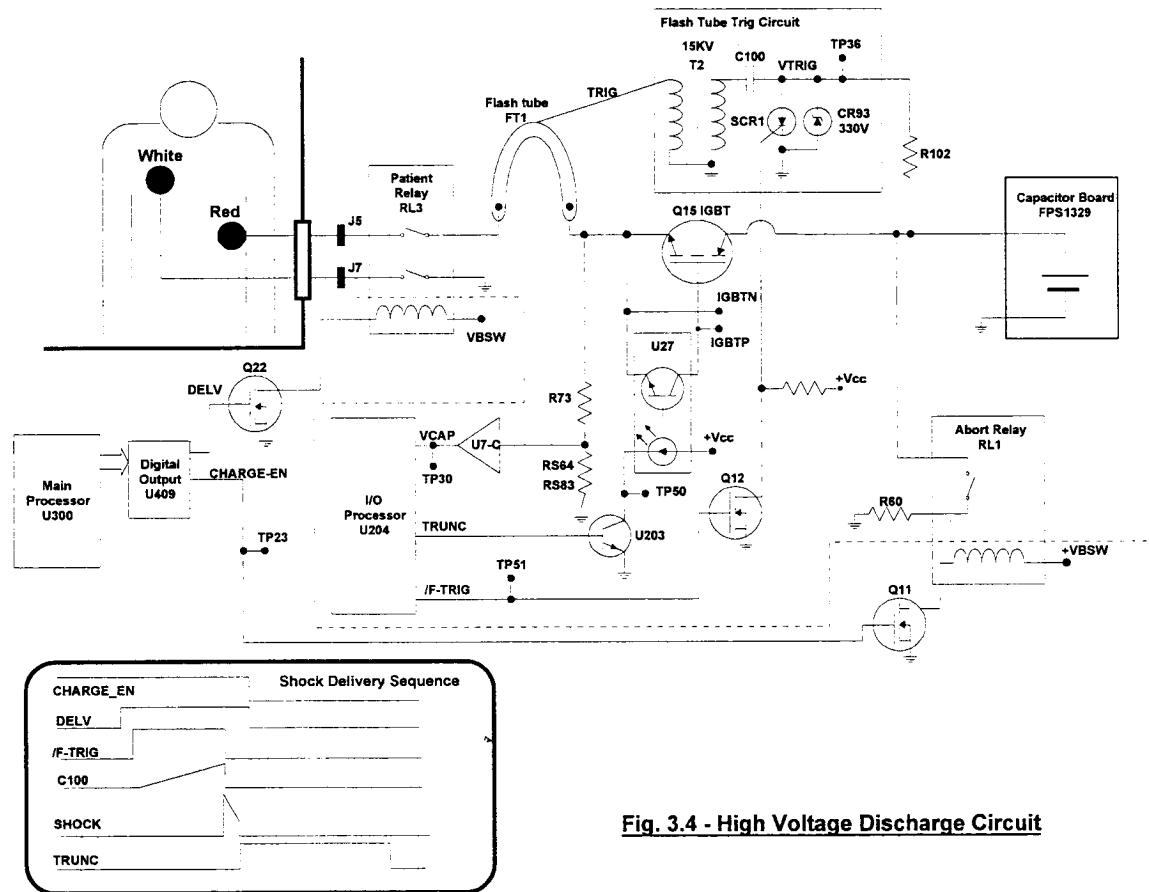 Flash Tube Trig Circuit
15KV
T2
C100
VTRIG
TP36
SCR1
CR93
330V
R102
TRIG
Flash tube
FT1
White
Red
J5
J7
Patient
Relay
RL3
VBSW
Q15 IGBT
Capacitor Board
FPS1329
IGBTN
IGBTP
U27
+Vcc
+Vcc
Q22
DELV
Main
Processor
U300
Digital
Output
U409
CHARGE-EN
TP23
I/O
Processor
U204
VCAP
TP30
U7-C
R73
RS64
RS83
TP50
TRUNC
U203
TP51
/F-TRIG
Q12
Abort Relay
RL1
R60
+VBSW
Q11
Shock Delivery Sequence
CHARGE_EN
DELV
/F-TRIG
C100
SHOCK
TRUNC
Fig. 3.4 - High Voltage Discharge Circuit